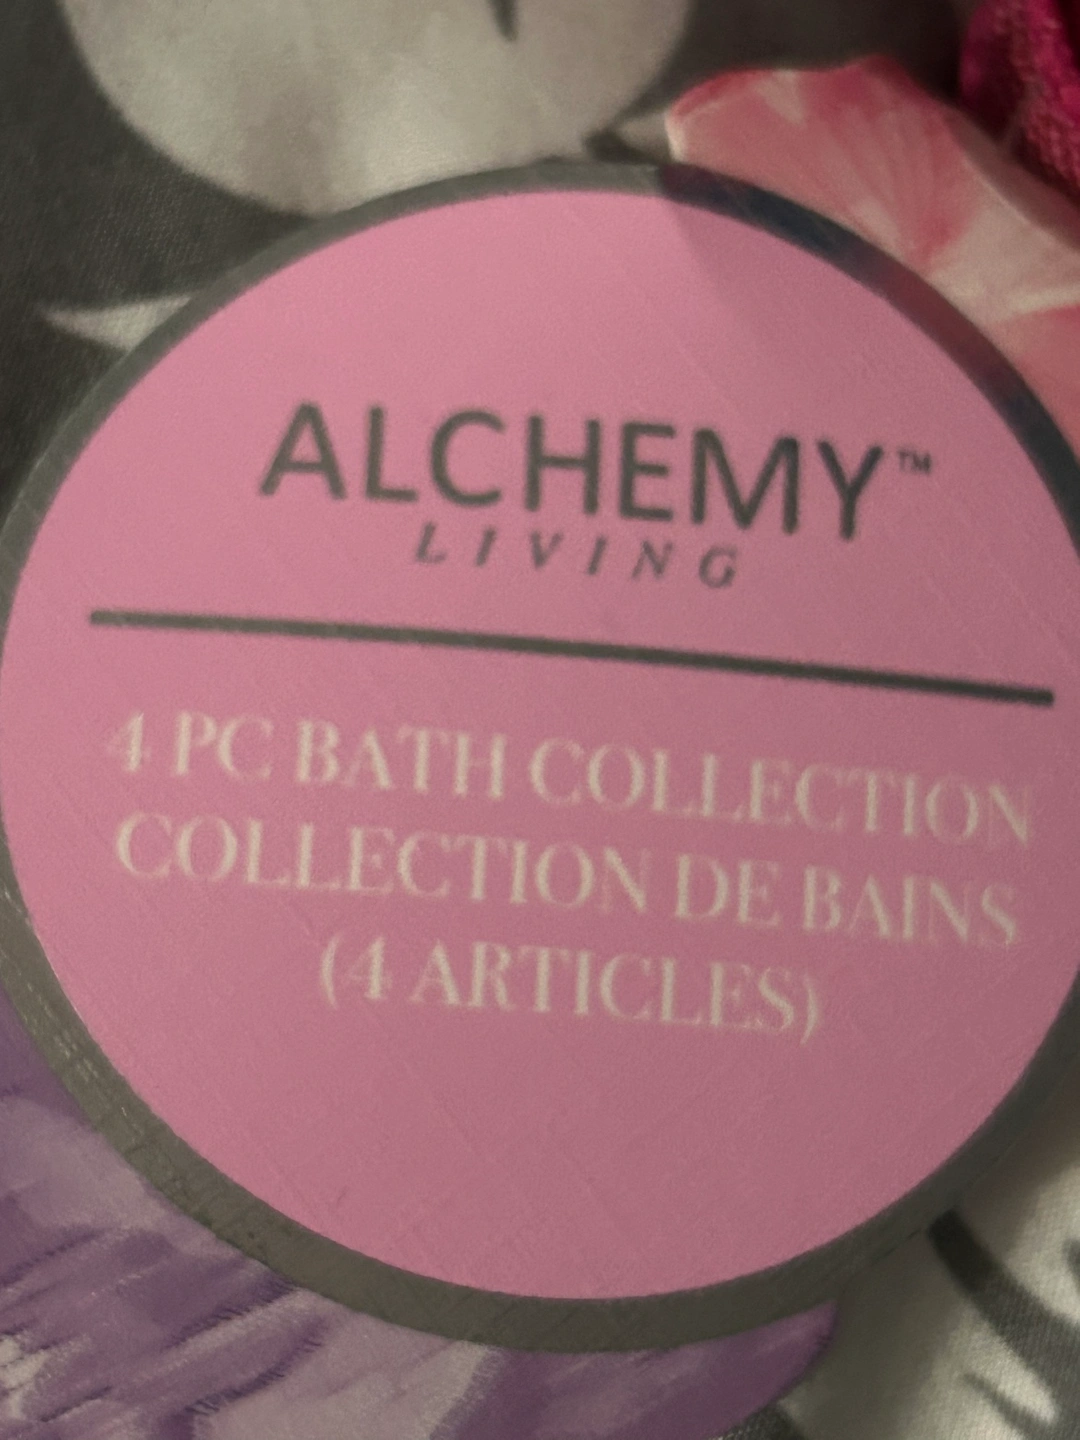 ALCHEMY™
LIVING
4 PC BATH COLLECTION
COLLECTION DE BAINS
(4 ARTICLES)